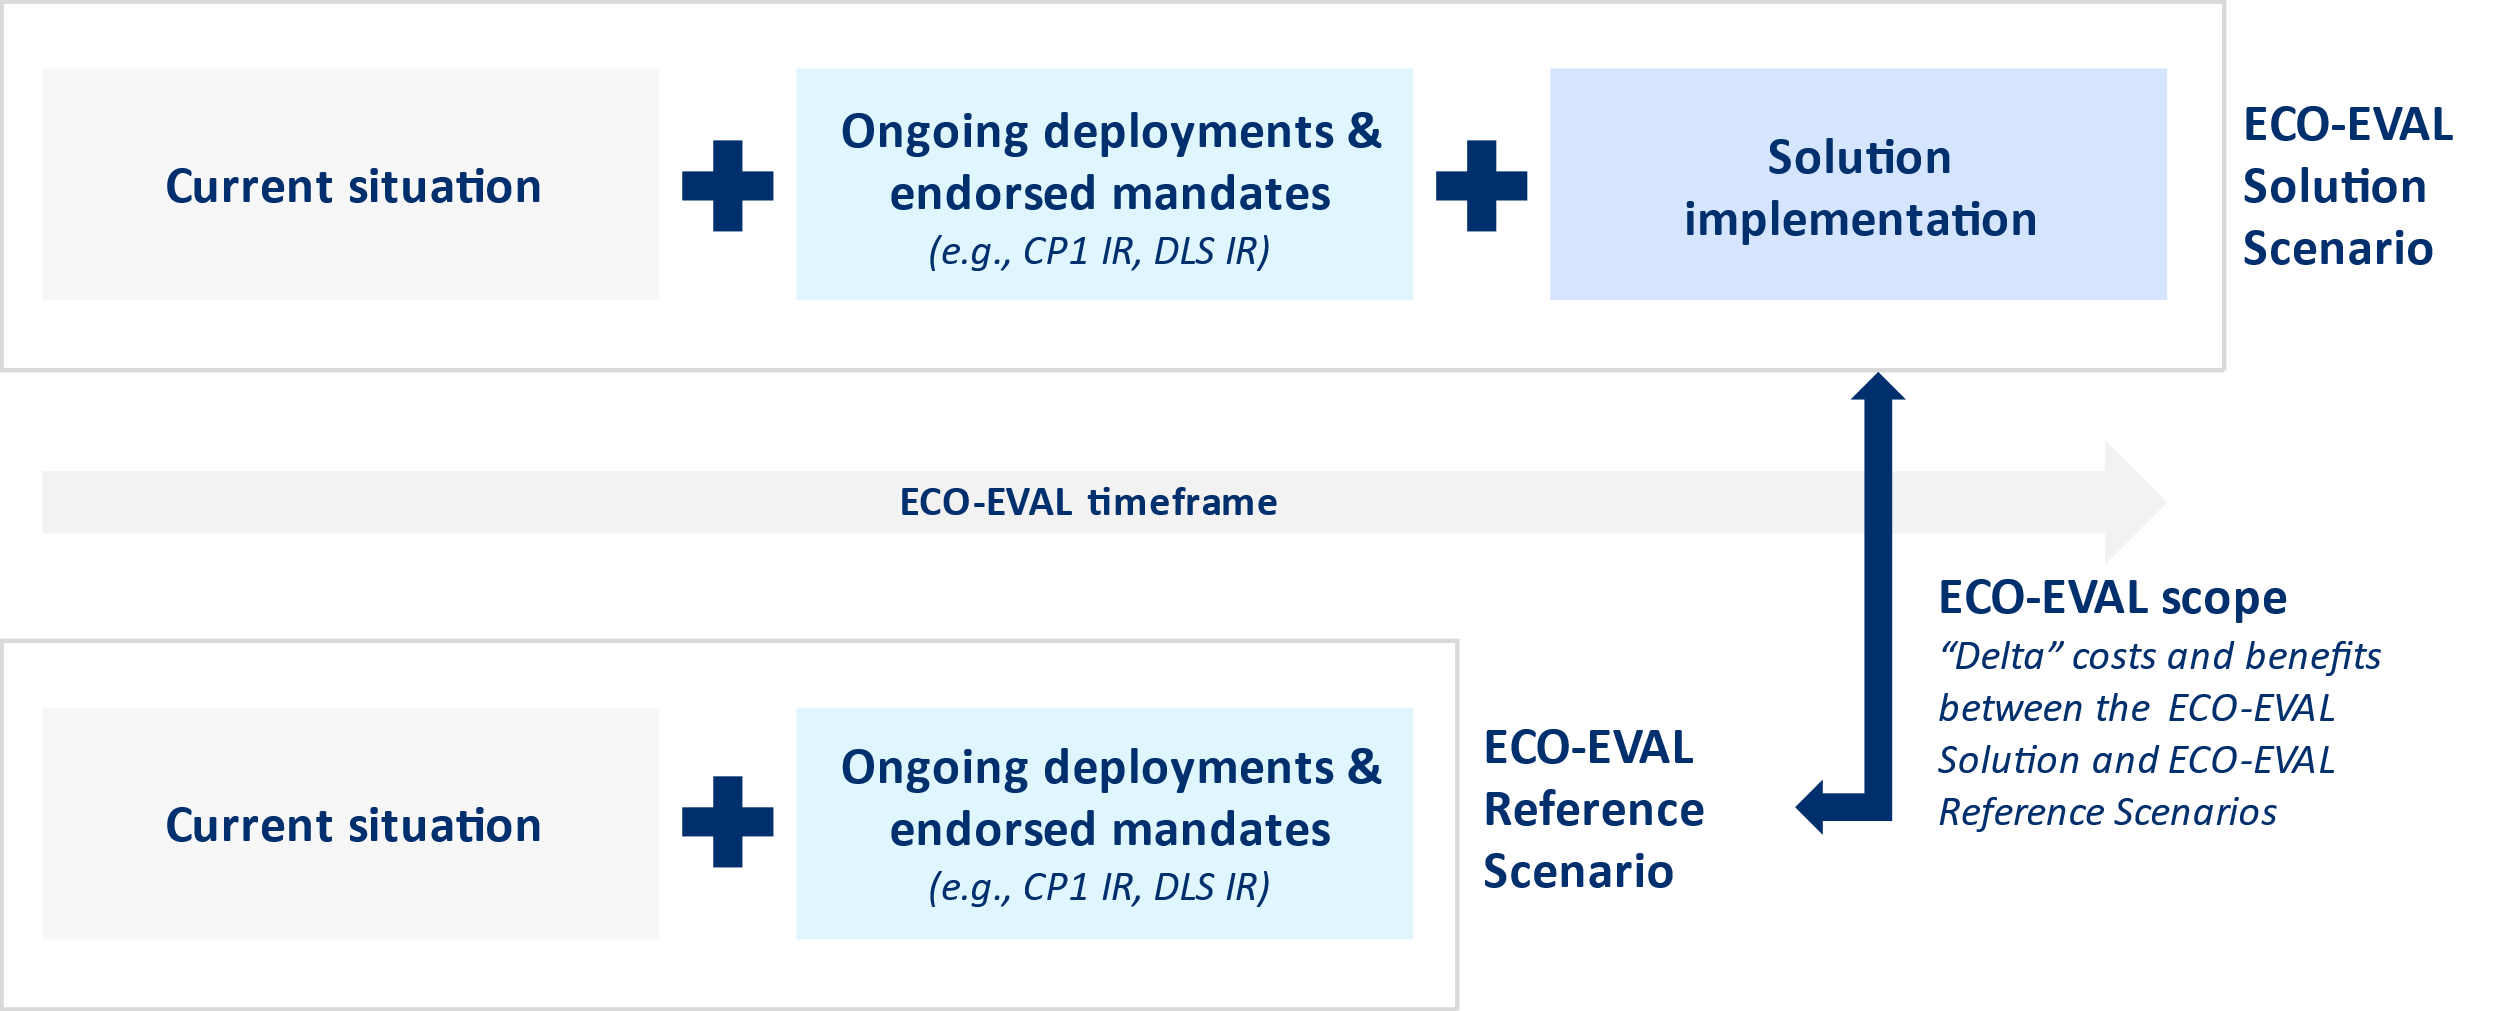 Current situation
Ongoing deployments &
endorsed mandates
(e.g., CP1 IR, DLS IR)
Solution
implementation
ECO-EVAL
Solution
Scenario
ECO-EVAL timeframe
ECO-EVAL scope
“Delta” costs and benefits
between the ECO-EVAL
Solution and ECO-EVAL
Reference Scenarios
Current situation
Ongoing deployments &
endorsed mandates
(e.g., CP1 IR, DLS IR)
ECO-EVAL
Reference
Scenario